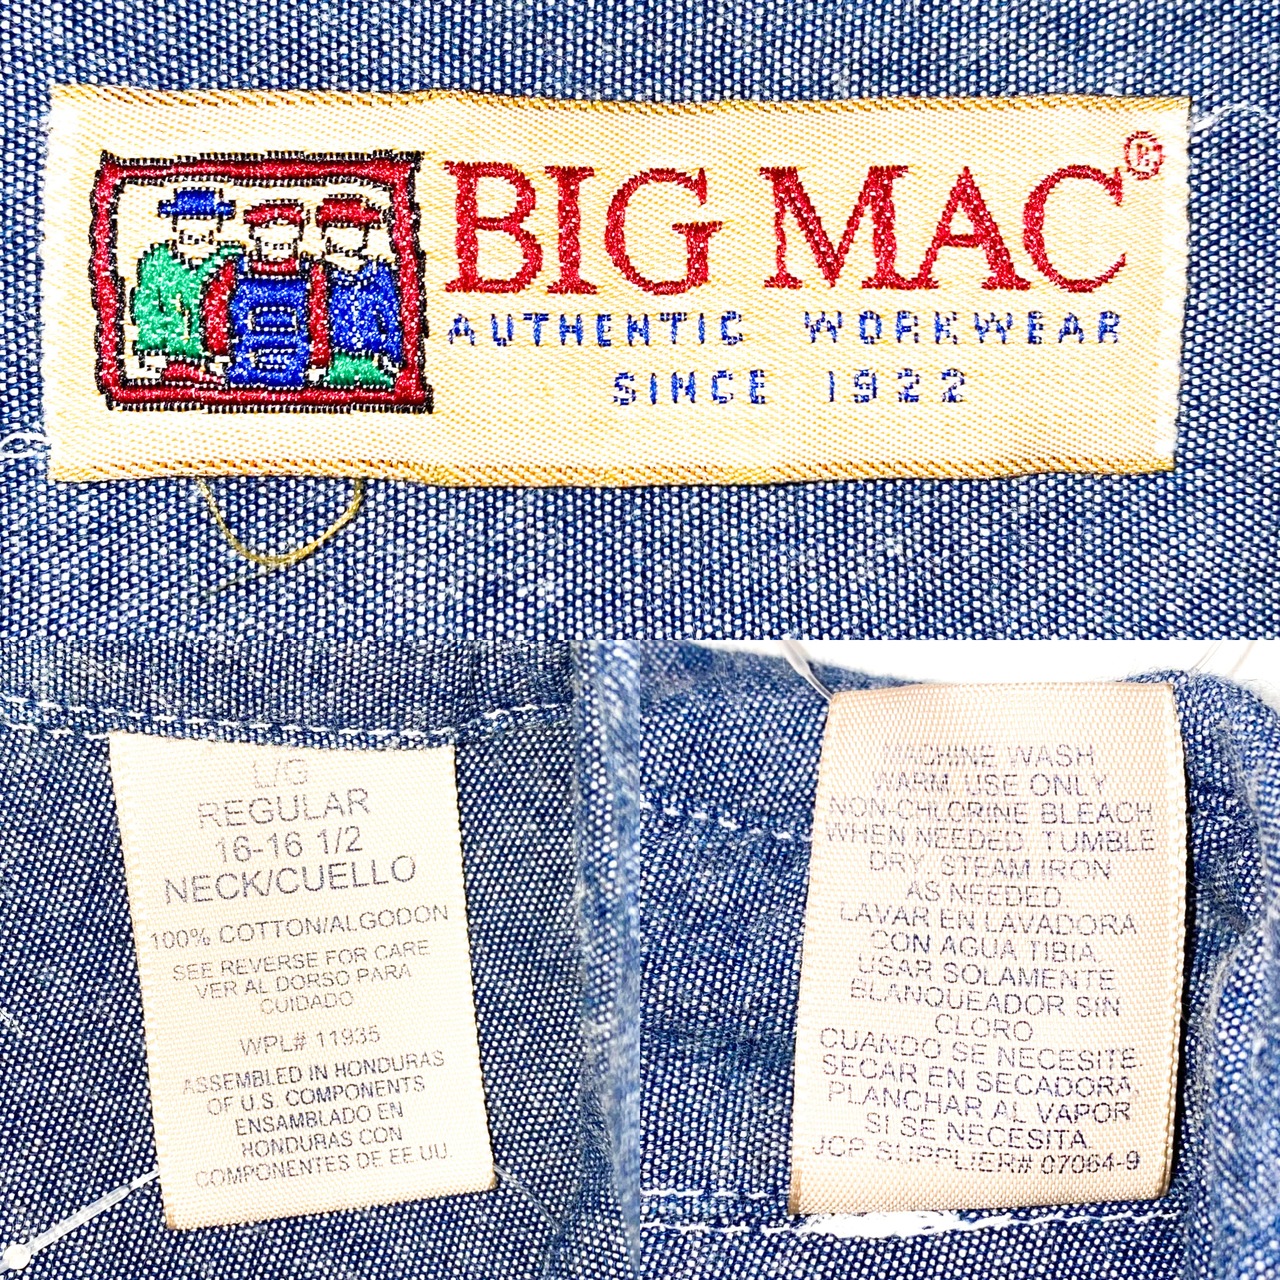 BIG MAC®
AUTHENTIC WORKWEAR
SINCE 1922
L/G
REGULAR
16-16 1/2
NECK/CUELLO
100% COTTON/ALGODON
SEE REVERSE FOR CARE
VER AL DORSO PARA
CUIDADO
WPL# 11935
ASSEMBLED IN HONDURAS
OF U.S. COMPONENTS
ENSAMBLADO EN
HONDURAS CON
COMPONENTES DE EE.UU.
MACHINE WASH
WARM. USE ONLY
NON-CHLORINE BLEACH
WHEN NEEDED. TUMBLE
DRY. STEAM IRON
AS NEEDED.
LAVAR EN LAVADORA
CON AGUA TIBIA.
USAR SOLAMENTE
BLANQUEADOR SIN
CLORO
CUANDO SE NECESITE.
SECAR EN SECADORA,
PLANCHAR AL VAPOR
SI SE NECESITA.
JCP SUPPLIER# 07064-9